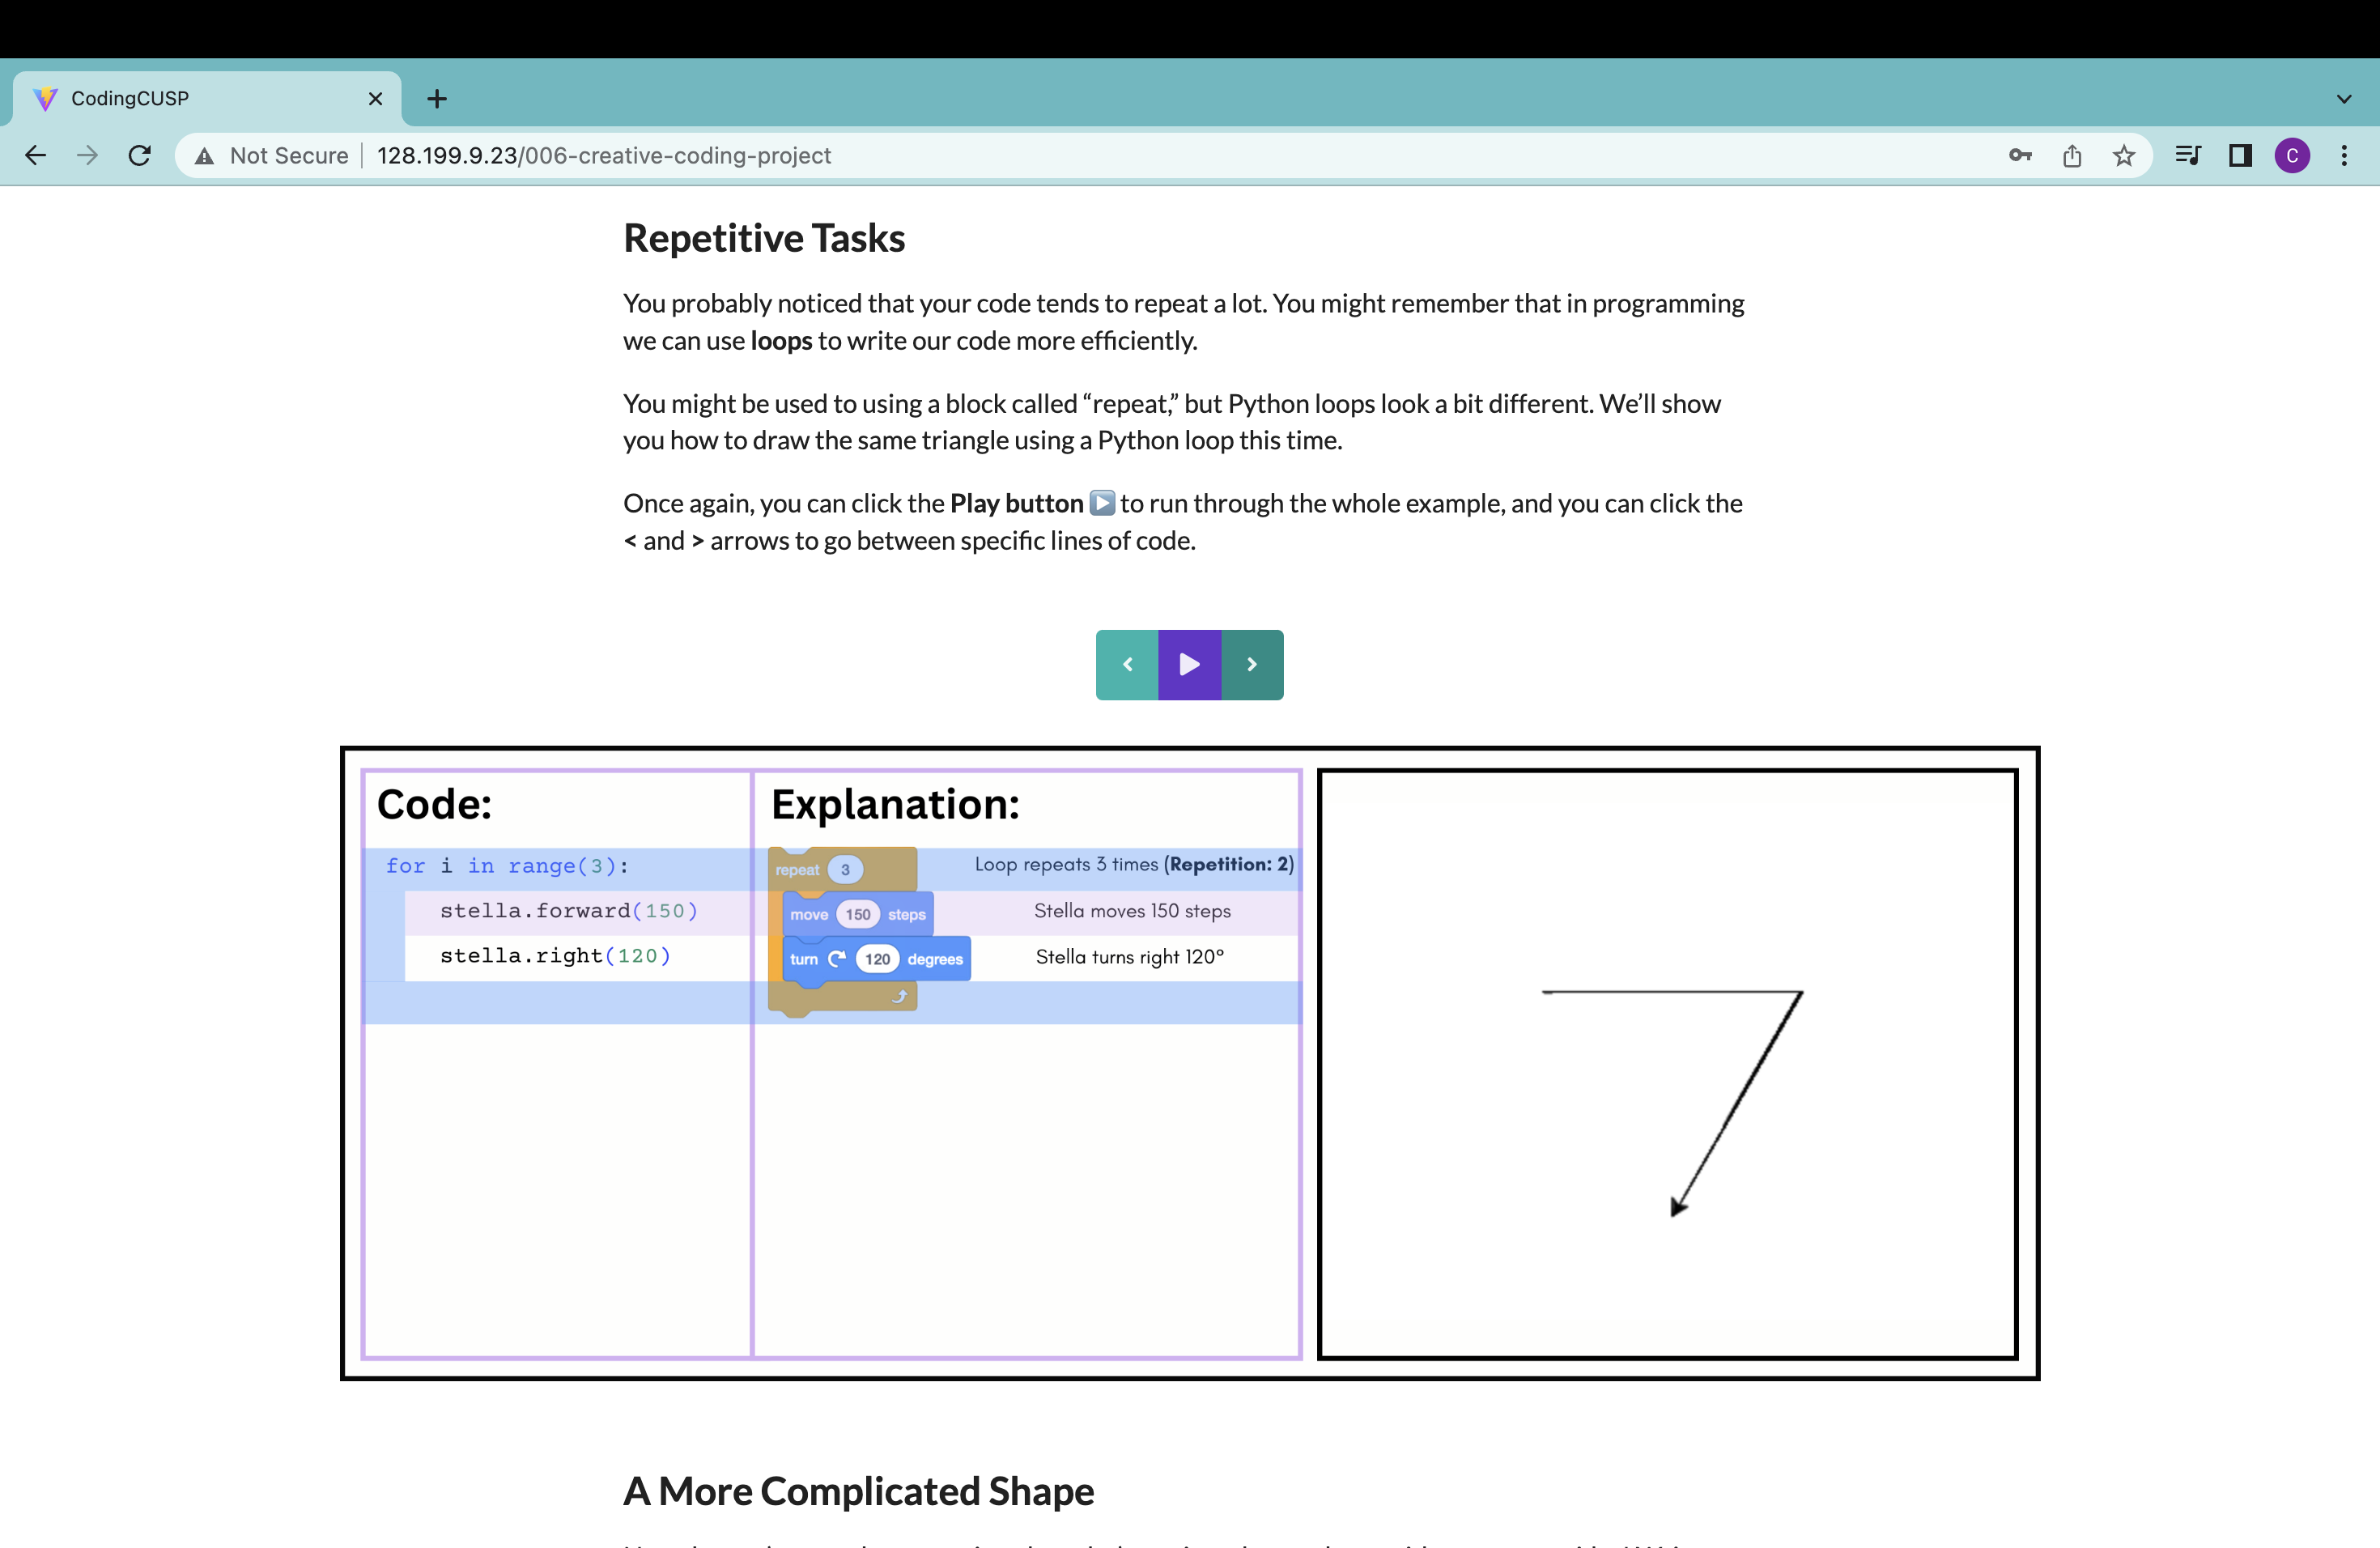 CodingCUSP
Not Secure
128.199.9.23/006-creative-coding-project
C
Repetitive Tasks
You probably noticed that your code tends to repeat a lot. You might remember that in programming
we can use loops to write our code more efficiently.
You might be used to using a block called “repeat,” but Python loops look a bit different. We’ll show
you how to draw the same triangle using a Python loop this time.
Once again, you can click the Play button ▶️ to run through the whole example, and you can click the
< and > arrows to go between specific lines of code.
Code:
Explanation:
for i in range(3):
repeat 3
Loop repeats 3 times (Repetition: 2)
stella.forward(150)
move 150 steps
Stella moves 150 steps
stella.right(120)
turn 120 degrees
Stella turns right 120°
A More Complicated Shape